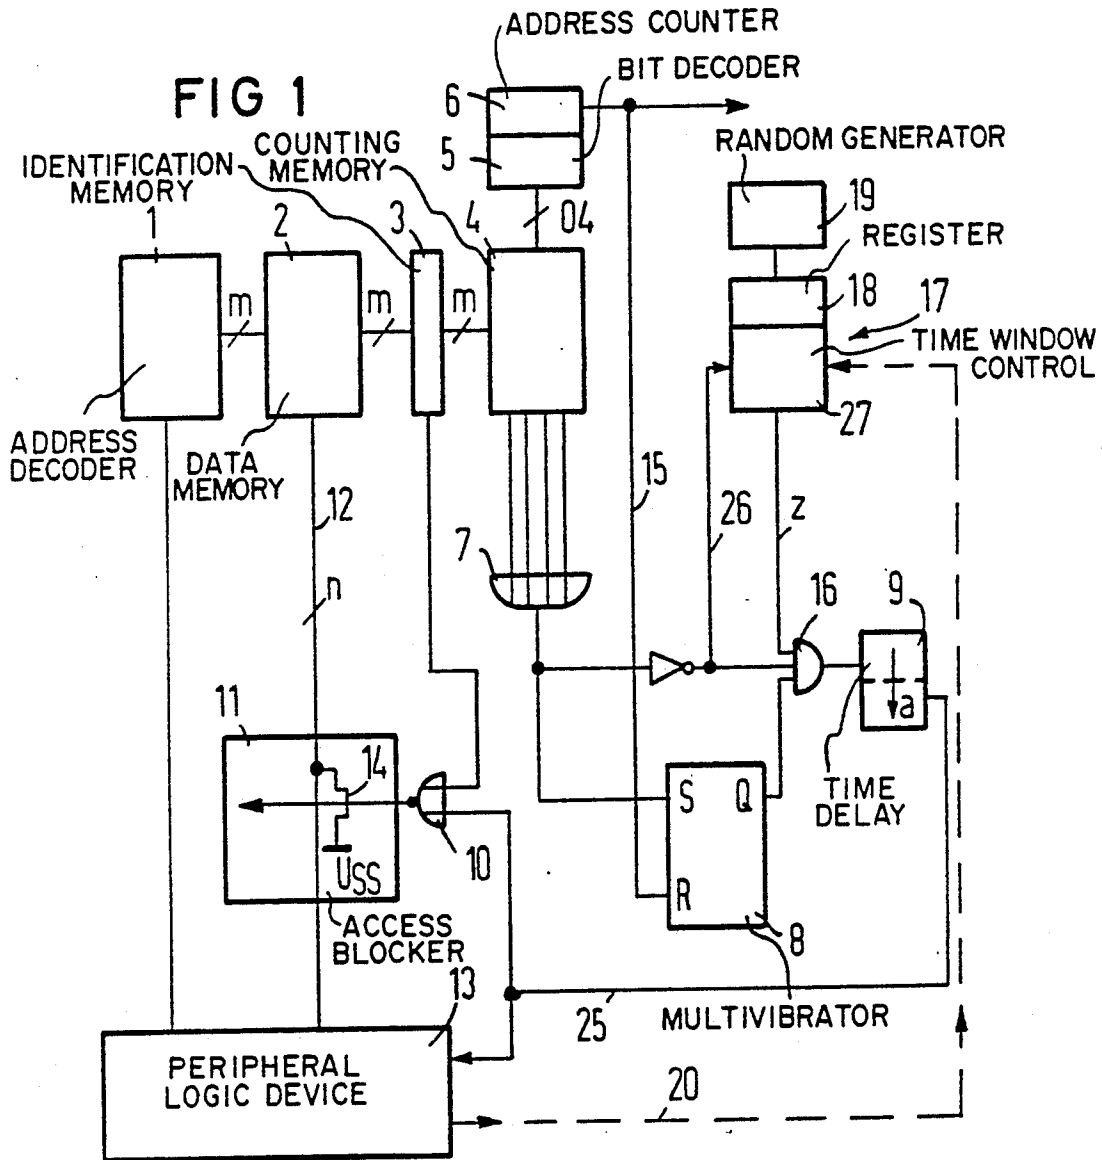 FIG 1
ADDRESS COUNTER
BIT DECODER
6
5
04
IDENTIFICATION
MEMORY
COUNTING
MEMORY
1
2
3
4
m
m
m
RANDOM GENERATOR
19
REGISTER
18
17
TIME WINDOW
CONTROL
27
ADDRESS
DECODER
DATA
MEMORY
12
n
7
15
26
z
16
9
a
TIME
DELAY
11
14
USS
10
ACCESS
BLOCKER
S
Q
R
8
MULTIVIBRATOR
25
13
PERIPHERAL
LOGIC DEVICE
20